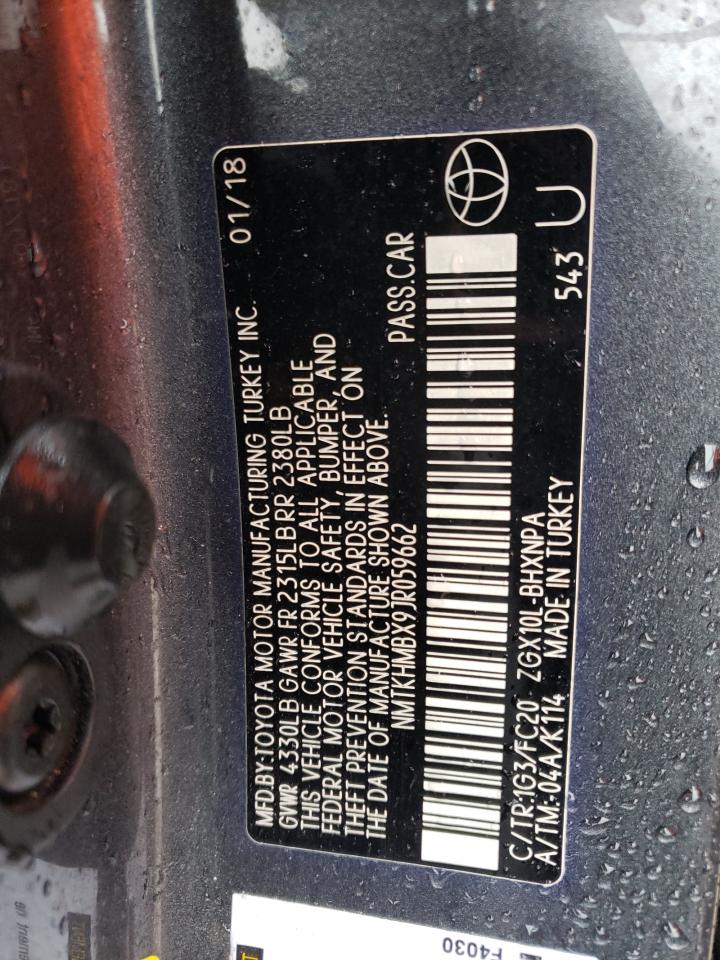 MFD.BY:TOYOTA MOTOR MANUFACTURING TURKEY INC. 01/18
GVWR 4330LB GAWR FR 2315LB RR 2380LB
THIS VEHICLE CONFORMS TO ALL APPLICABLE
FEDERAL MOTOR VEHICLE SAFETY, BUMPER, AND
THEFT PREVENTION STANDARDS IN EFFECT ON
THE DATE OF MANUFACTURE SHOWN ABOVE.
NMTKHMBX9JR059662 PASS.CAR
C/TR:1G3/FC20 ZGX10L-BHXNPA 543 U
A/TM:-04A/K114 MADE IN TURKEY
F4030